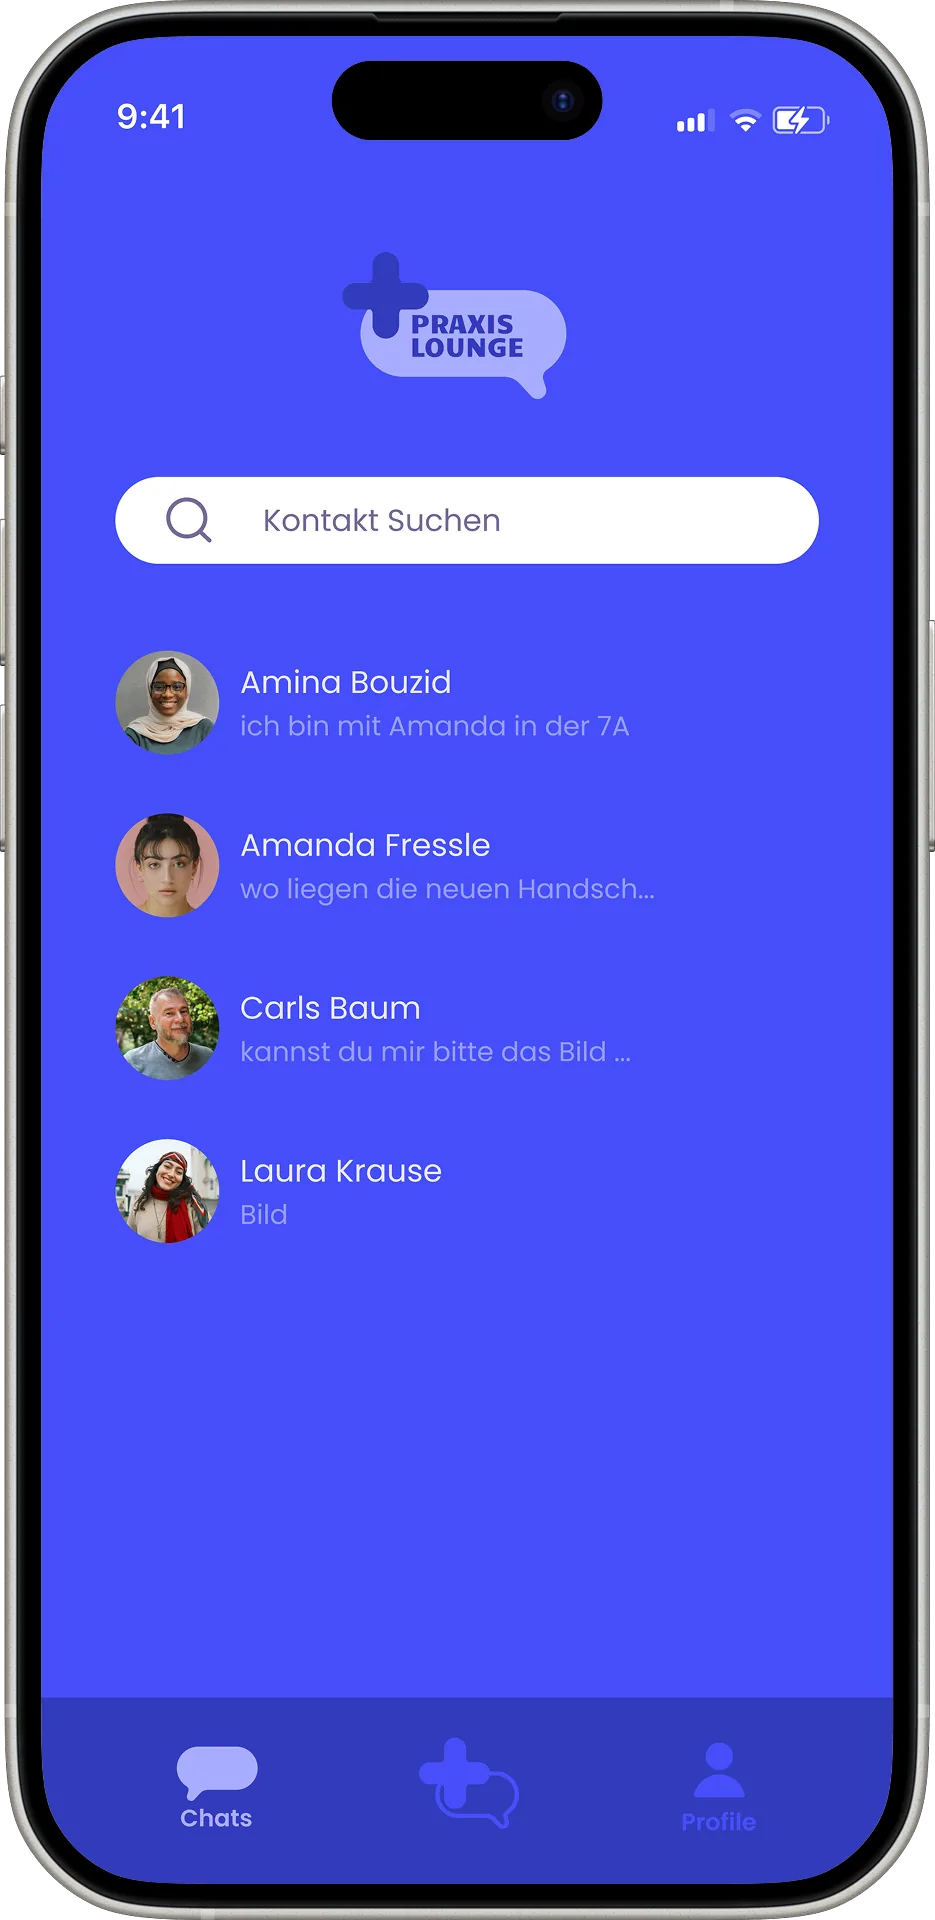 9:41
PRAXIS
LOUNGE
Kontakt Suchen
Amina Bouzid
ich bin mit Amanda in der 7A
Amanda Fressle
wo liegen die neuen Handsch...
Carls Baum
kannst du mir bitte das Bild ...
Laura Krause
Bild
Chats
Profile